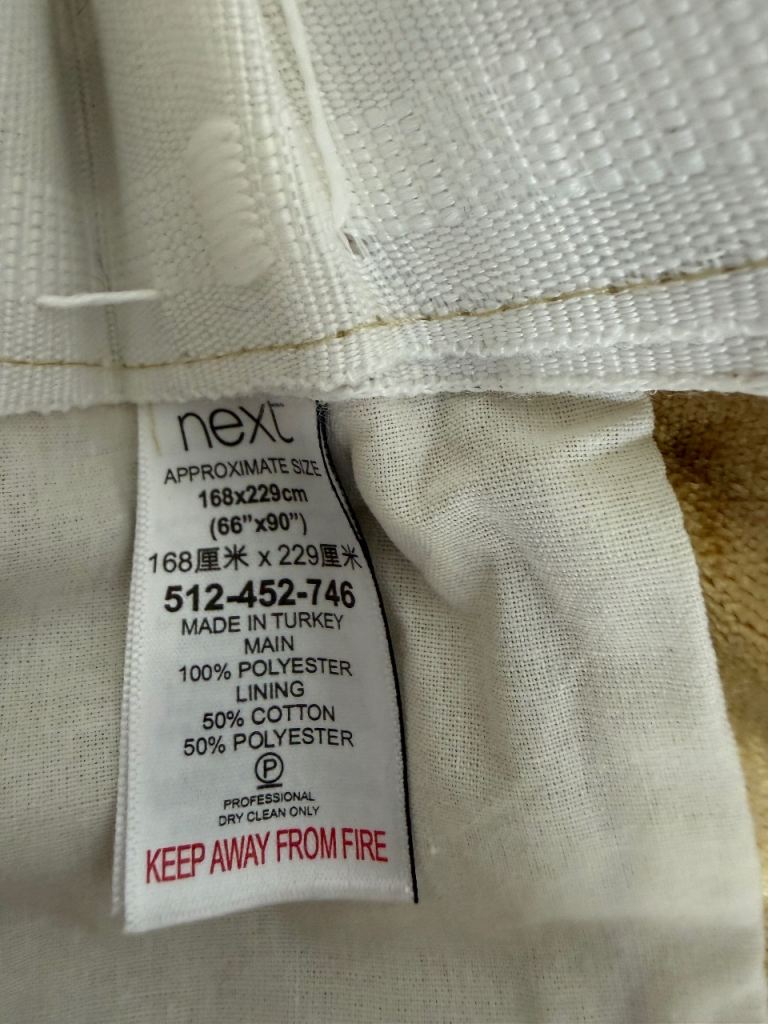 next
APPROXIMATE SIZE
168x229cm
(66"x90")
168厘米 x 229厘米
512-452-746
MADE IN TURKEY
MAIN
100% POLYESTER
LINING
50% COTTON
50% POLYESTER
P
PROFESSIONAL
DRY CLEAN ONLY
KEEP AWAY FROM FIRE